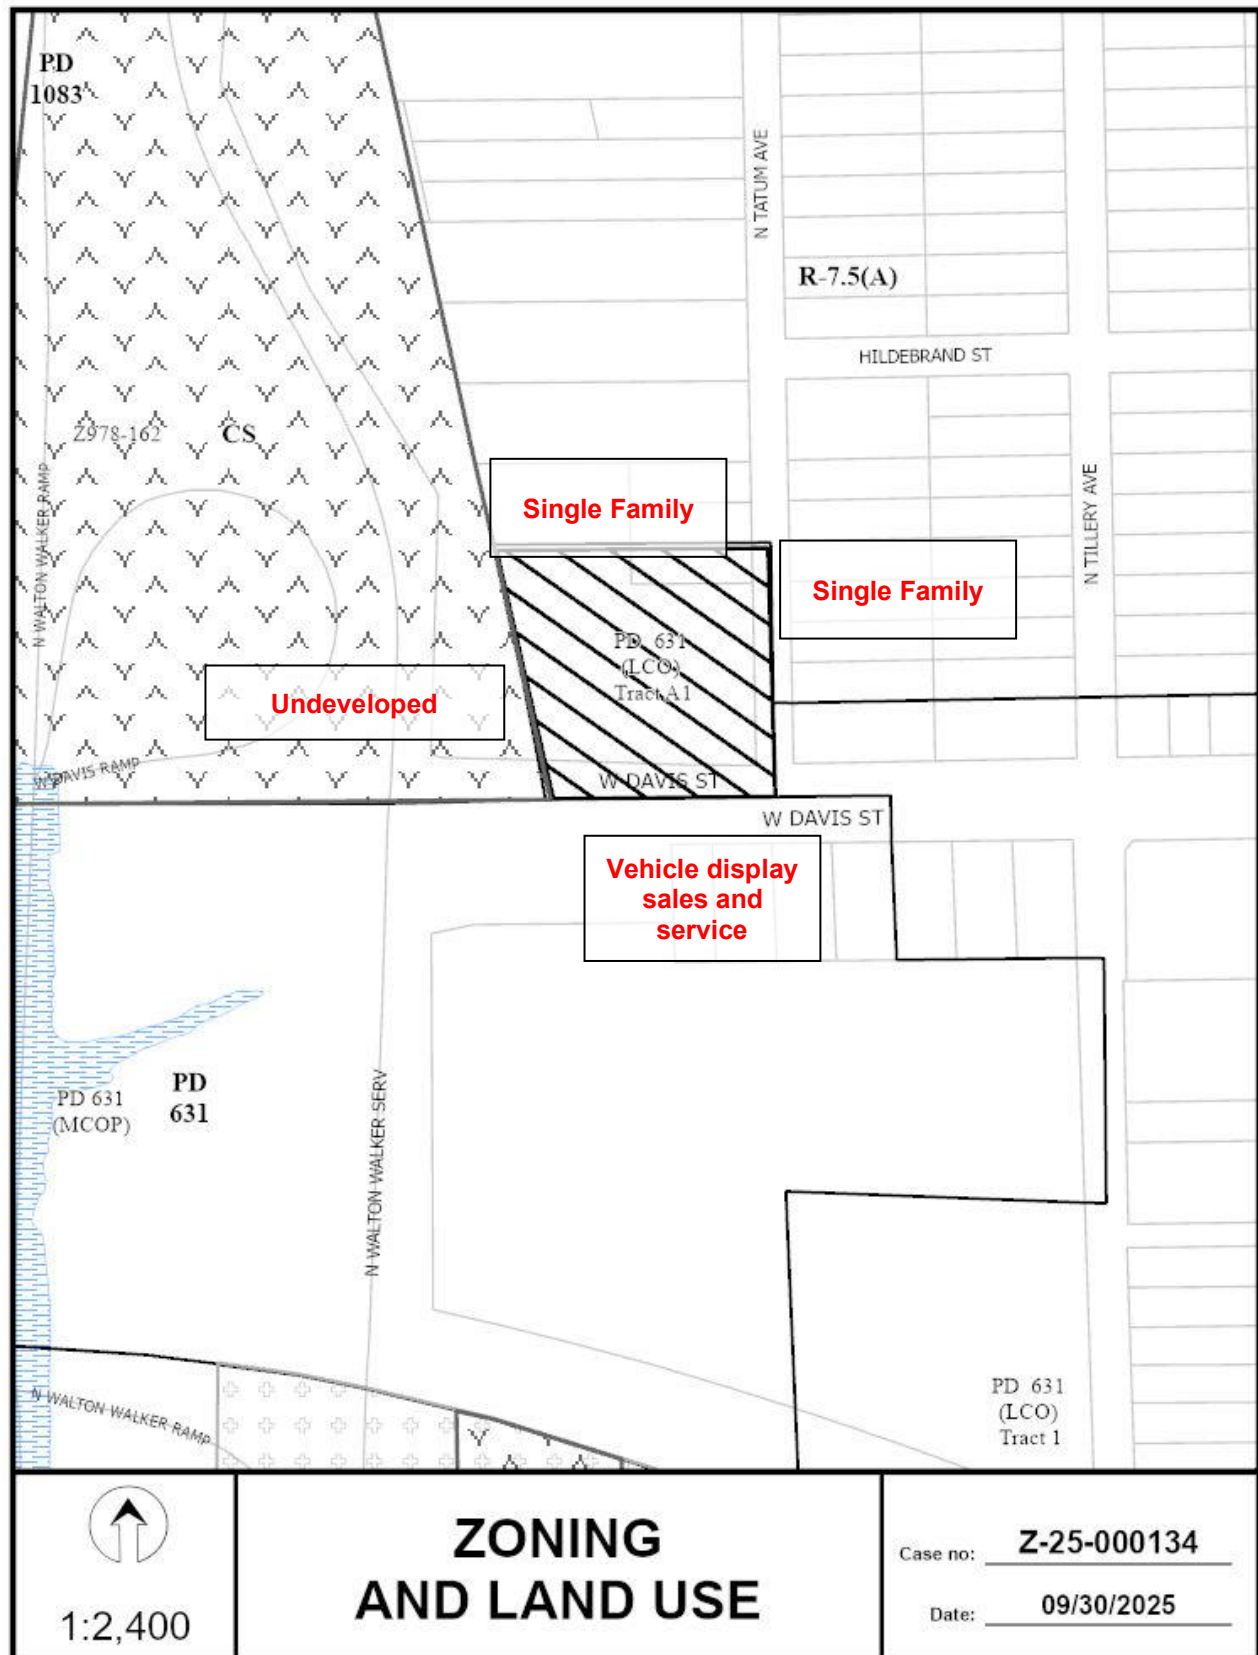 PD
1083
N TATUM AVE
R-7.5(A)
HILDEBRAND ST
Z978-162
CS
N WALTON WALKER RAMP
N TILLERY AVE
Single Family
Single Family
PD 631
(LCO)
Tract A1
Undeveloped
W DAVIS RAMP
W DAVIS ST
W DAVIS ST
Vehicle display
sales and
service
PD 631
(MCOP)
PD
631
N WALTON WALKER SERV
N WALTON WALKER RAMP
PD 631
(LCO)
Tract 1
1:2,400
ZONING
AND LAND USE
Case no: Z-25-000134
Date: 09/30/2025